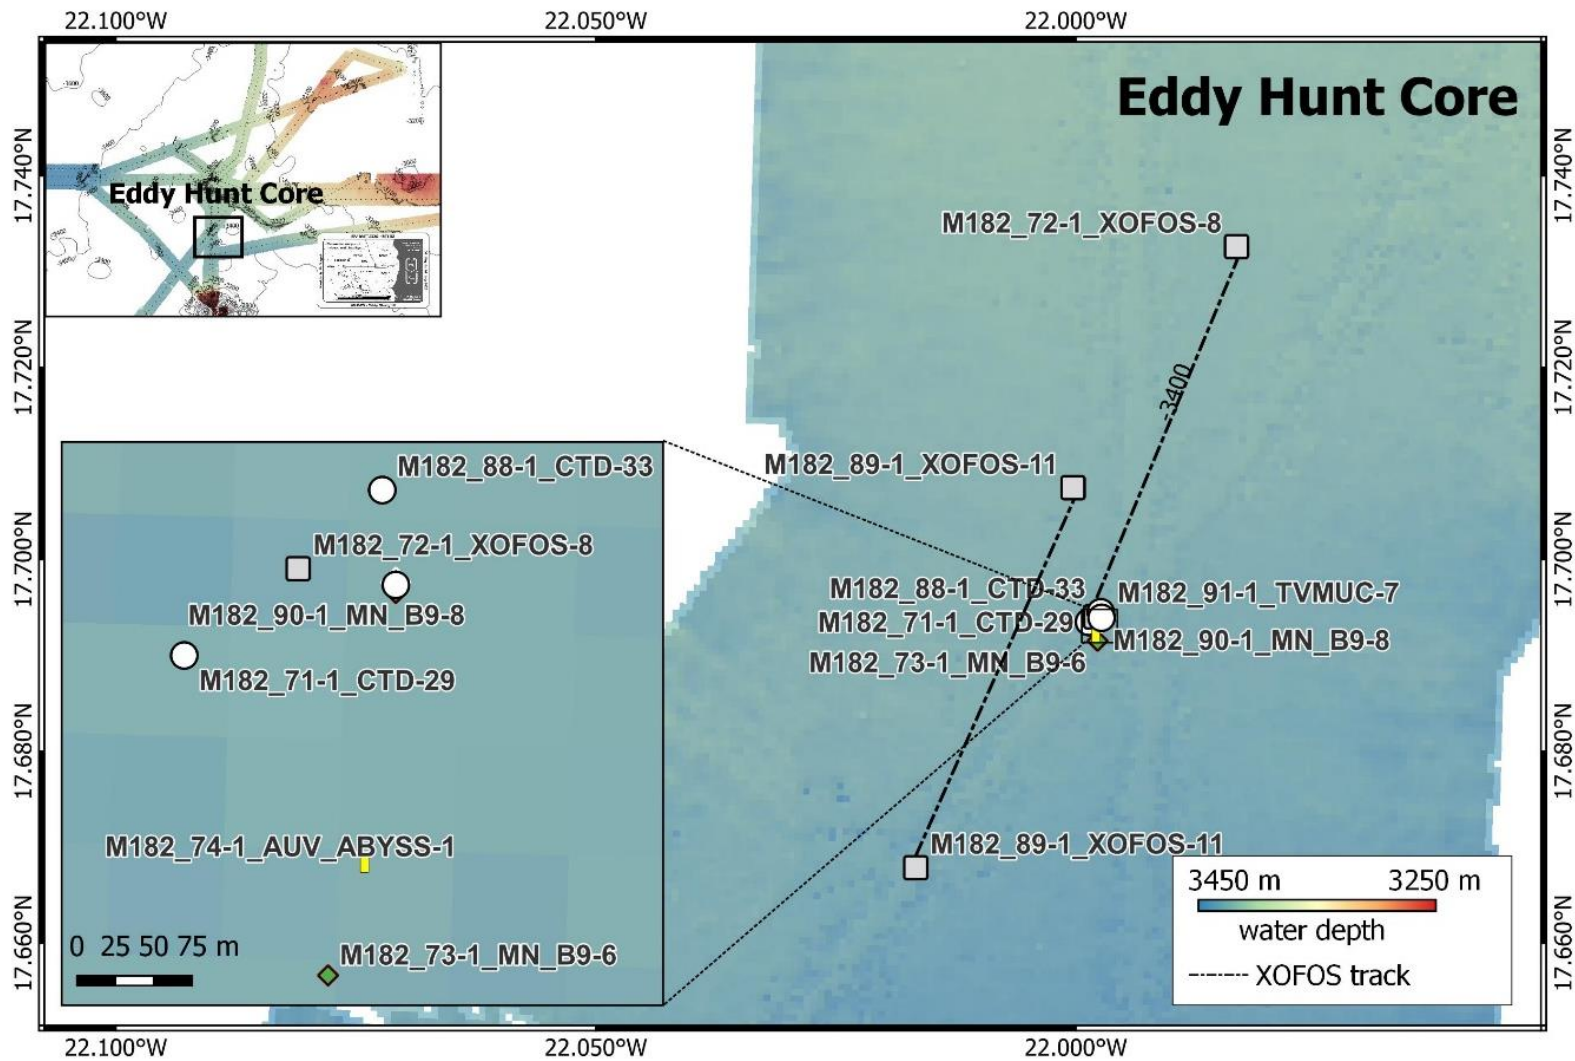 22.100°W
22.050°W
22.000°W
Eddy Hunt Core
Eddy Hunt Core
17.740°N
17.740°N
M182_72-1_XOFOS-8
17.720°N
17.720°N
-3400
M182_89-1_XOFOS-11
M182_88-1_CTD-33
M182_72-1_XOFOS-8
17.700°N
17.700°N
M182_88-1_CTD-33
M182_91-1_TVMUC-7
M182_90-1_MN_B9-8
M182_71-1_CTD-29
M182_90-1_MN_B9-8
M182_73-1_MN_B9-6
M182_71-1_CTD-29
17.680°N
17.680°N
M182_74-1_AUV_ABYSS-1
M182_89-1_XOFOS-11
3450 m 3250 m
water depth
XOFOS track
17.660°N
17.660°N
0 25 50 75 m
M182_73-1_MN_B9-6
22.100°W
22.050°W
22.000°W